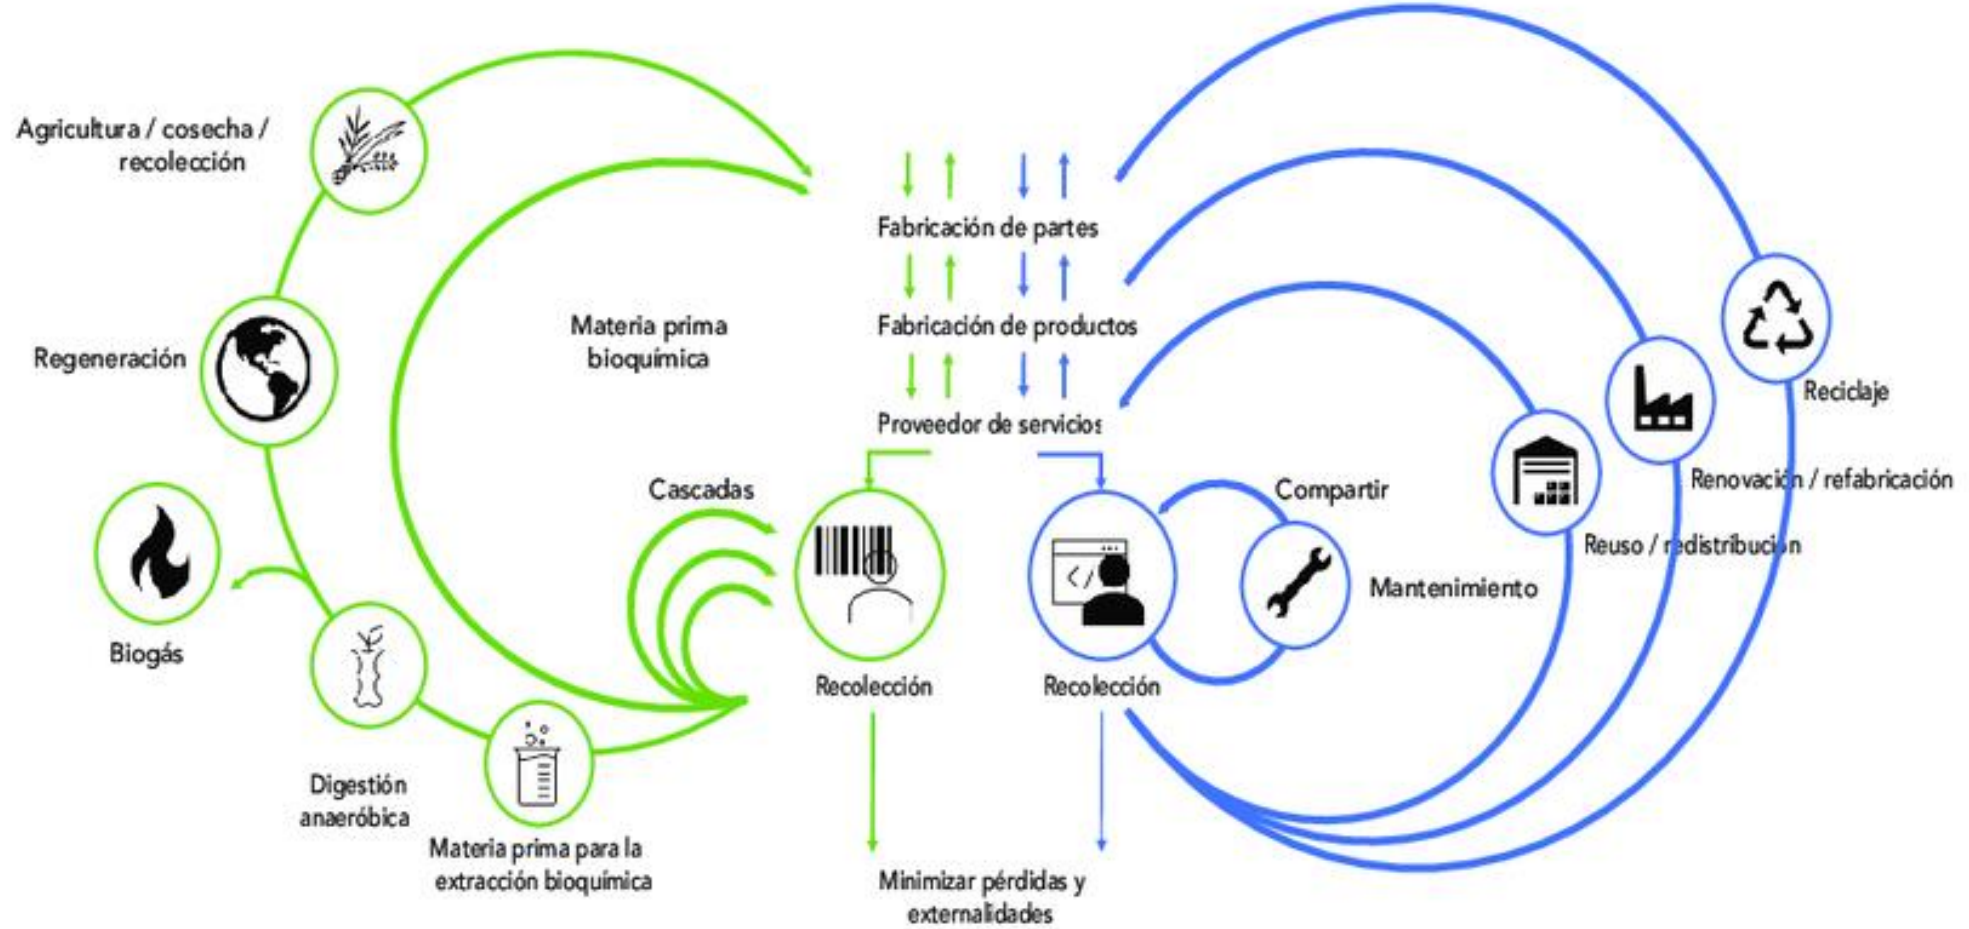 Agricultura / cosecha /
recolección
Regeneración
Biogás
Digestión
anaeróbica
Materia prima para la
extracción bioquímica
Materia prima
bioquímica
Cascadas
Fabricación de partes
Fabricación de productos
Proveedor de servicios
Recolección
Recolección
Minimizar pérdidas y
externalidades
Compartir
Mantenimiento
Reciclaje
Renovación / refabricación
Reuso / redistribución